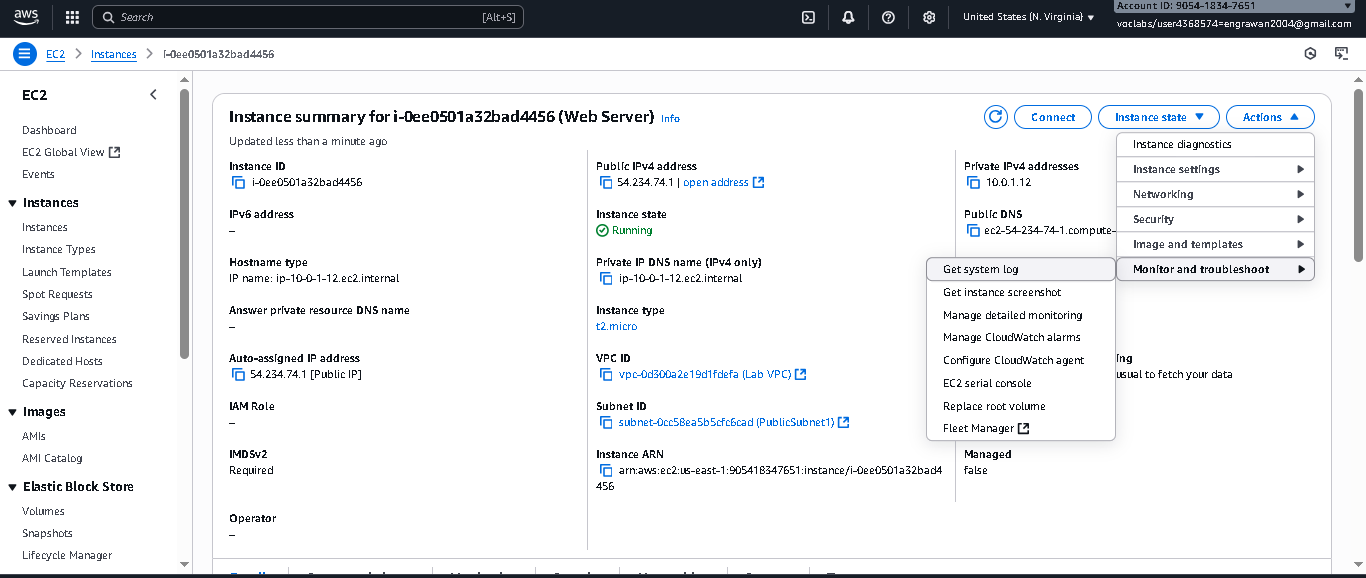 aws
Search
[Alt+S]
United States (N. Virginia)
Account ID: 9054-1834-7651
voclabs/user4368574=engrawan2004@gmail.com
EC2
Instances
i-0ee0501a32bad4456
EC2
Dashboard
EC2 Global View
Events
Instances
Instances
Instance Types
Launch Templates
Spot Requests
Savings Plans
Reserved Instances
Dedicated Hosts
Capacity Reservations
Images
AMIs
AMI Catalog
Elastic Block Store
Volumes
Snapshots
Lifecycle Manager
Instance summary for i-0ee0501a32bad4456 (Web Server) Info
Updated less than a minute ago
Connect
Instance state
Actions
Instance ID
i-0ee0501a32bad4456
IPv6 address
–
Hostname type
IP name: ip-10-0-1-12.ec2.internal
Answer private resource DNS name
–
Auto-assigned IP address
54.234.74.1 [Public IP]
IAM Role
–
IMDSv2
Required
Operator
–
Public IPv4 address
54.234.74.1 | open address
Instance state
Running
Private IP DNS name (IPv4 only)
ip-10-0-1-12.ec2.internal
Instance type
t2.micro
VPC ID
vpc-0d300a2e19d1fdefa (Lab VPC)
Subnet ID
subnet-0cc58ea5b5cfc6cad (PublicSubnet1)
Instance ARN
arn:aws:ec2:us-east-1:905418347651:instance/i-0ee0501a32bad4
456
Private IPv4 addresses
10.0.1.12
Public DNS
ec2-54-234-74-1.compute-
ing
usual to fetch your data
Managed
false
Instance diagnostics
Instance settings
Networking
Security
Image and templates
Monitor and troubleshoot
Get system log
Get instance screenshot
Manage detailed monitoring
Manage CloudWatch alarms
Configure CloudWatch agent
EC2 serial console
Replace root volume
Fleet Manager